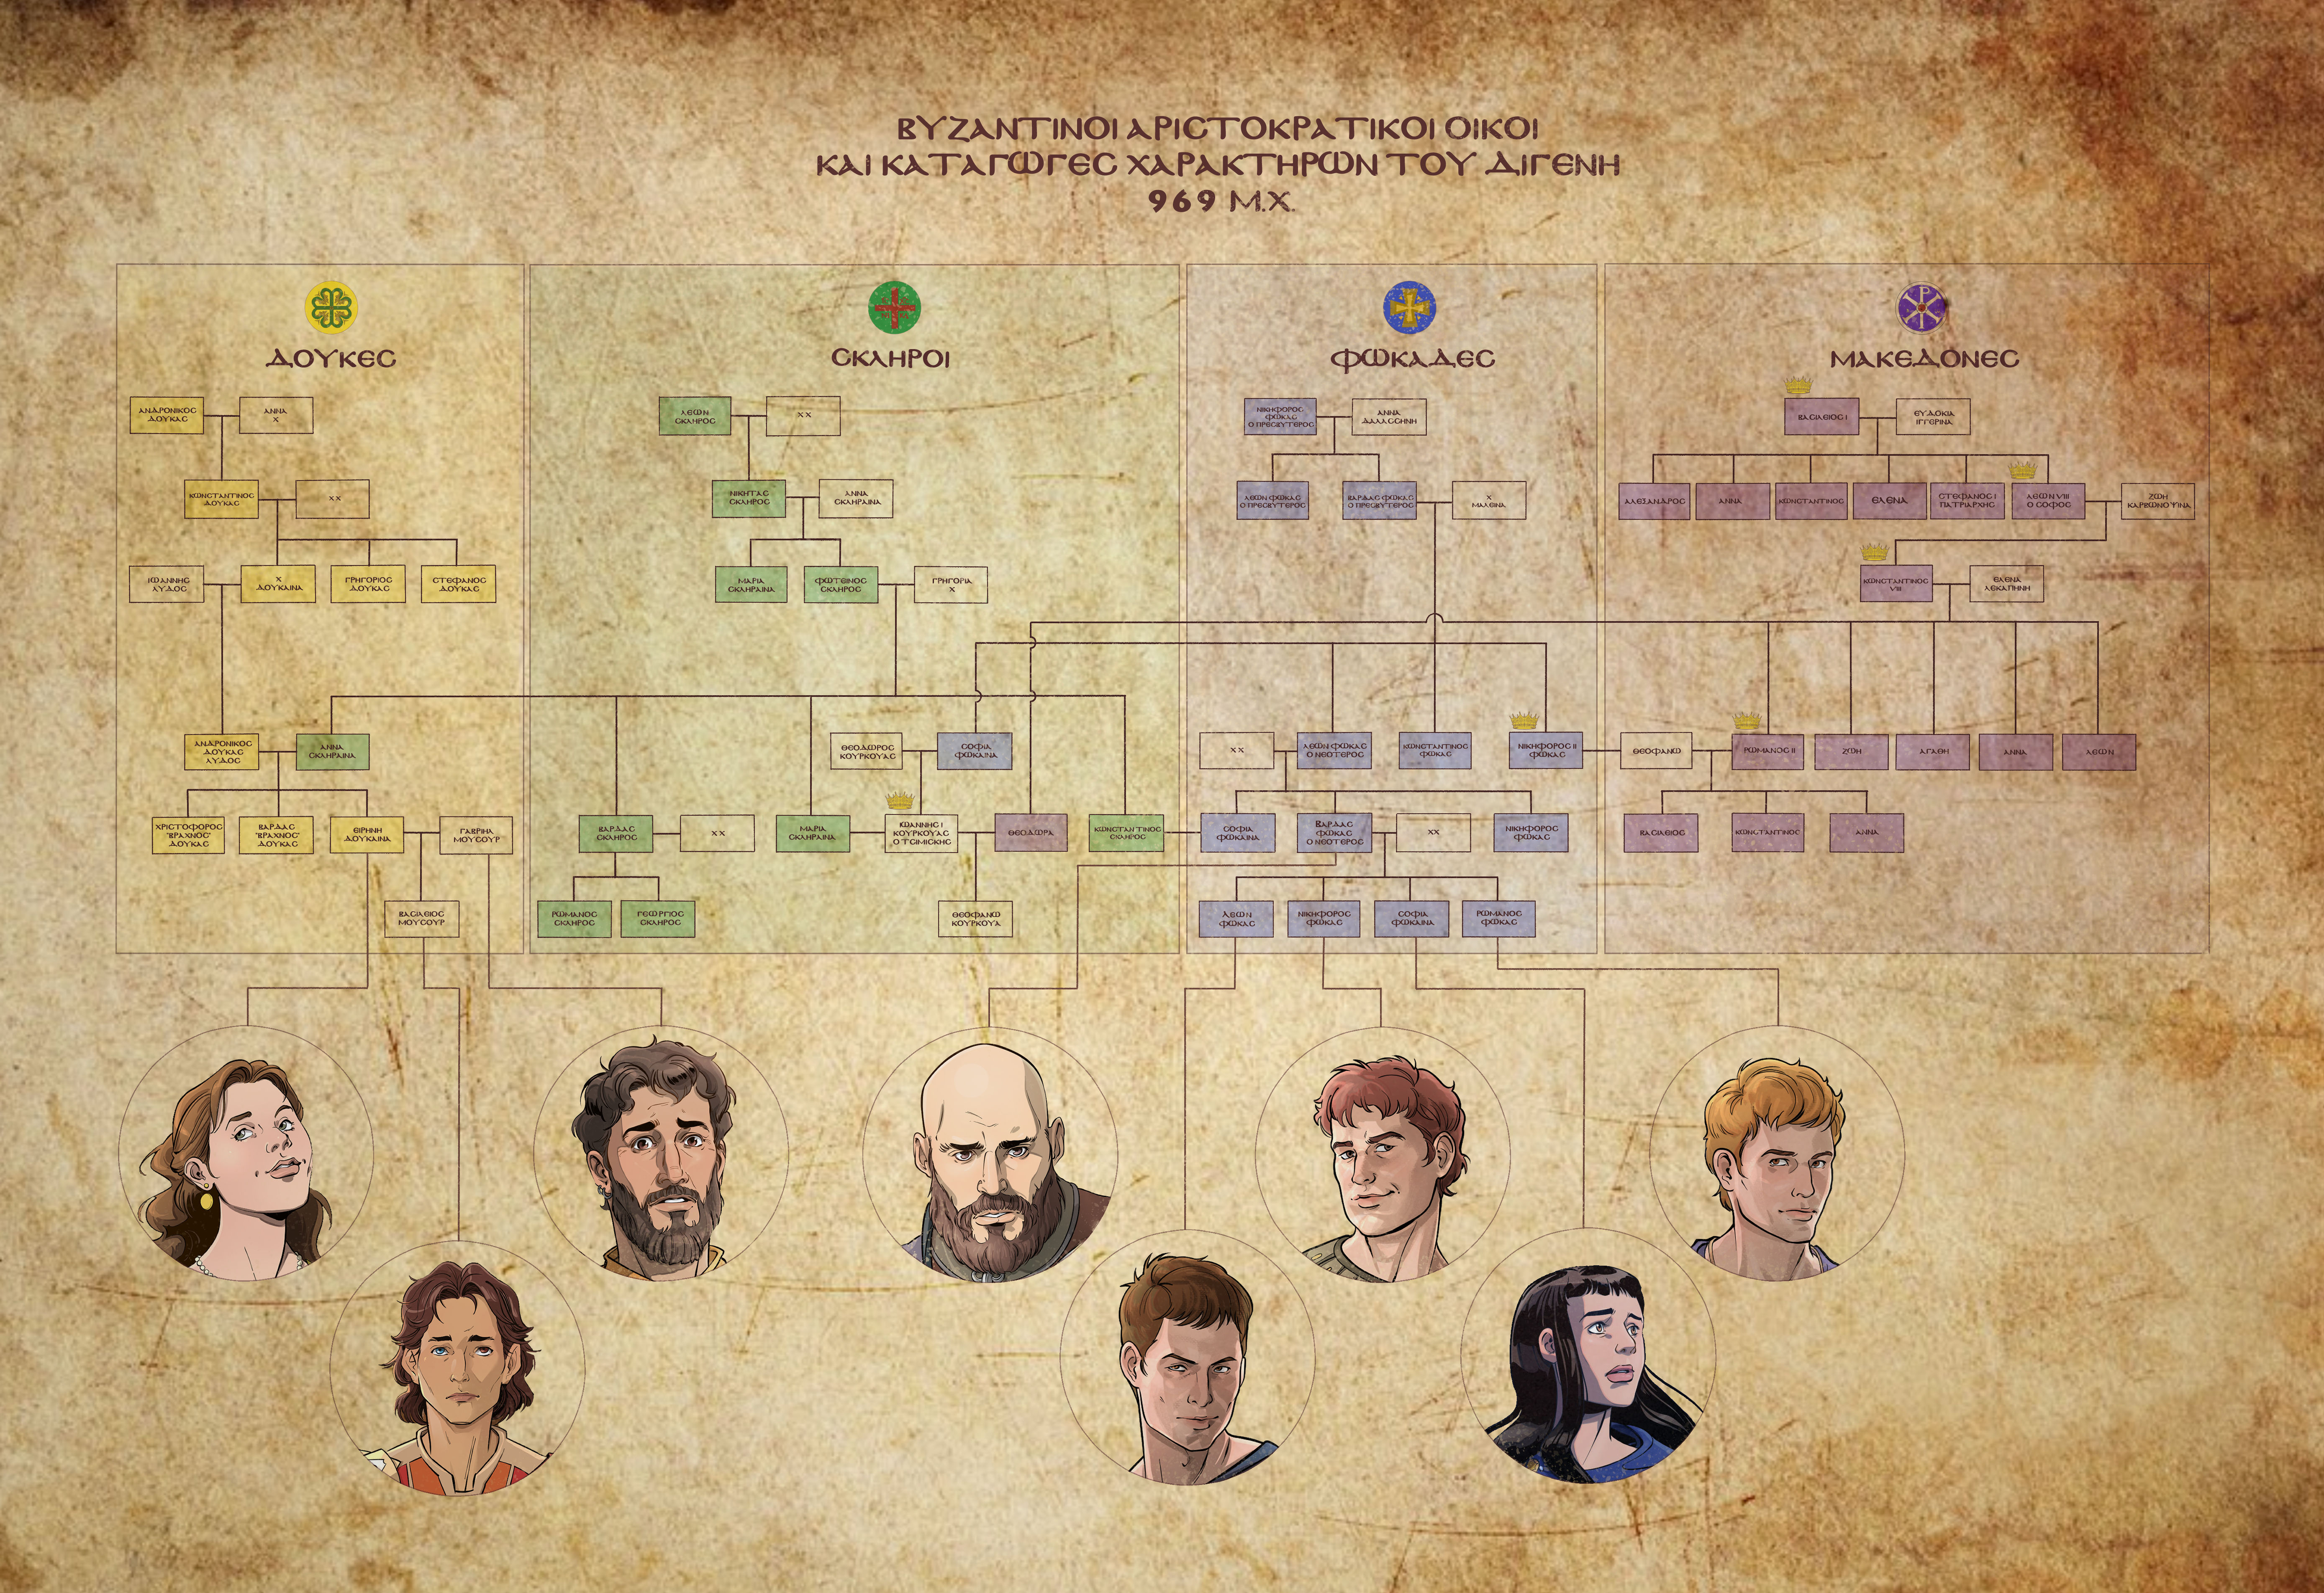 ΒΥΖΑΝΤΙΝΟΙ ΑΡΙCΤΟΚΡΑΤΙΚΟΙ ΟΙΚΟΙ
ΚΑΙ ΚΑΤΑΓΩΓΕC ΧΑΡΑΚΤΗΡΩΝ ΤΟΥ ΔΙΓΕΝΗ
969 Μ.Χ.
ΔΟΥΚΕC
ΑΝΔΡΟΝΙΚΟC
ΔΟΥΚΑC
ΑΝΝΑ
Χ
ΚΩΝCΤΑΝΤΙΝΟC
ΔΟΥΚΑC
ΧΧ
ΙΩΑΝΝΗC
ΛΥΔΟC
Χ
ΔΟΥΚΑΙΝΑ
ΓΡΗΓΟΡΙΟC
ΔΟΥΚΑC
CΤΕΦΑΝΟC
ΔΟΥΚΑC
ΑΝΔΡΟΝΙΚΟC
ΔΟΥΚΑC
ΛΥΔΟC
ΑΝΝΑ
CΚΛΗΡΑΙΝΑ
ΧΡΙCΤΟΦΟΡΟC
"ΒΡΑΧΝΟC"
ΔΟΥΚΑC
ΒΑΡΔΑC
"ΒΡΑΧΝΟC"
ΔΟΥΚΑC
ΕΙΡΗΝΗ
ΔΟΥΚΑΙΝΑ
ΓΑΒΡΙΗΛ
ΜΟΥCΟΥΡ
ΒΑCΙΛΕΙΟC
ΜΟΥCΟΥΡ
CΚΛΗΡΟΙ
ΛΕΩΝ
CΚΛΗΡΟC
ΧΧ
ΝΙΚΗΤΑC
CΚΛΗΡΟC
ΑΝΝΑ
CΚΛΗΡΑΙΝΑ
ΜΑΡΙΑ
CΚΛΗΡΑΙΝΑ
ΦΩΤΕΙΝΟC
CΚΛΗΡΟC
ΓΡΗΓΟΡΙΑ
Χ
ΘΕΟΔΩΡΟC
ΚΟΥΡΚΟΥΑC
CΟΦΙΑ
ΦΩΚΑΙΝΑ
ΒΑΡΔΑC
CΚΛΗΡΟC
ΧΧ
ΜΑΡΙΑ
CΚΛΗΡΑΙΝΑ
ΙΩΑΝΝΗC Ι
ΚΟΥΡΚΟΥΑC
Ο ΤCΙΜΙCΚΗC
ΘΕΟΔΩΡΑ
ΚΩΝCΤΑΝΤΙΝΟC
CΚΛΗΡΟC
ΡΩΜΑΝΟC
CΚΛΗΡΟC
ΓΕΩΡΓΙΟC
CΚΛΗΡΟC
ΘΕΟΦΑΝΩ
ΚΟΥΡΚΟΥΑ
ΦΩΚΑΔΕC
ΝΙΚΗΦΟΡΟC
ΦΩΚΑC
Ο ΠΡΕCΒΥΤΕΡΟC
ΑΝΝΑ
ΔΑΛΑCCΗΝΗ
ΛΕΩΝ ΦΩΚΑC
Ο ΠΡΕCΒΥΤΕΡΟC
ΒΑΡΔΑC ΦΩΚΑC
Ο ΠΡΕCΒΥΤΕΡΟC
Χ
ΜΑΛΕΙΝΑ
ΧΧ
ΛΕΩΝ ΦΩΚΑC
Ο ΝΕΟΤΕΡΟC
ΚΩΝCΤΑΝΤΙΝΟC
ΦΩΚΑC
ΝΙΚΗΦΟΡΟC ΙΙ
ΦΩΚΑC
CΟΦΙΑ
ΦΩΚΑΙΝΑ
ΒΑΡΔΑC
ΦΩΚΑC
Ο ΝΕΟΤΕΡΟC
ΧΧ
ΝΙΚΗΦΟΡΟC
ΦΩΚΑC
ΛΕΩΝ
ΦΩΚΑC
ΝΙΚΗΦΟΡΟC
ΦΩΚΑC
CΟΦΙΑ
ΦΩΚΑΙΝΑ
ΡΩΜΑΝΟC
ΦΩΚΑC
ΜΑΚΕΔΟΝΕC
ΒΑCΙΛΕΙΟC Ι
ΕΥΔΟΚΙΑ
ΙΓΓΕΡΙΝΑ
ΑΛΕΞΑΝΔΡΟC
ΑΝΝΑ
ΚΩΝCΤΑΝΤΙΝΟC
ΕΛΕΝΑ
CΤΕΦΑΝΟC Ι
ΠΑΤΡΙΑΡΧΗC
ΛΕΩΝ VIII
Ο CΟΦΟC
ΖΩΗ
ΚΑΡΒΩΝΟΨΙΝΑ
ΚΩΝCΤΑΝΤΙΝΟC
VIII
ΕΛΕΝΑ
ΛΕΚΑΠΗΝΗ
ΘΕΟΦΑΝΩ
ΡΩΜΑΝΟC ΙΙ
ΖΩΗ
ΑΓΑΘΗ
ΑΝΝΑ
ΛΕΩΝ
ΒΑCΙΛΕΙΟC
ΚΩΝCΤΑΝΤΙΝΟC
ΑΝΝΑ